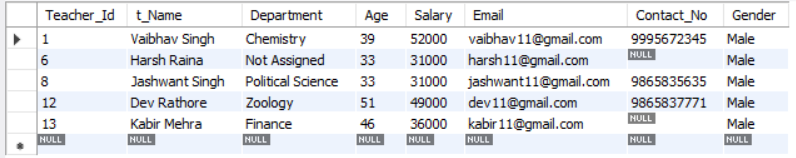 Teacher_Id t_Name Department Age Salary Email Contact_No Gender
1 Vaibhav Singh Chemistry 39 52000 vaibhav11@gmail.com 9995672345 Male
6 Harsh Raina Not Assigned 33 31000 harsh11@gmail.com NULL Male
8 Jashwant Singh Political Science 33 31000 jashwant11@gmail.com 9865835635 Male
12 Dev Rathore Zoology 51 49000 dev11@gmail.com 9865837771 Male
13 Kabir Mehra Finance 46 36000 kabir11@gmail.com NULL Male
NULL NULL NULL NULL NULL NULL NULL NULL